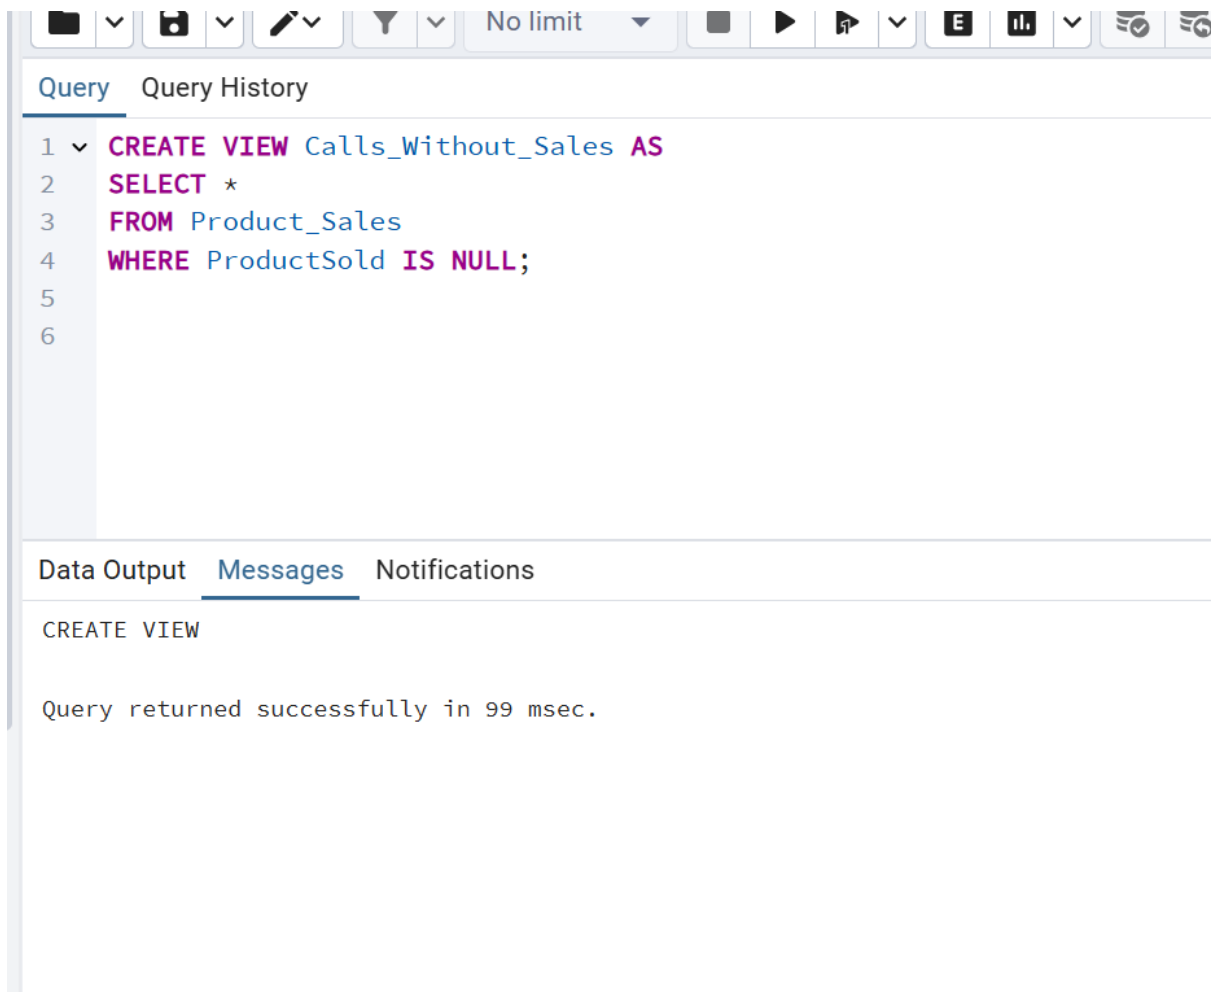 No limit
E
Query Query History
1 CREATE VIEW Calls_Without_Sales AS
2 SELECT *
3 FROM Product_Sales
4 WHERE ProductSold IS NULL;
5
6
Data Output Messages Notifications
CREATE VIEW
Query returned successfully in 99 msec.